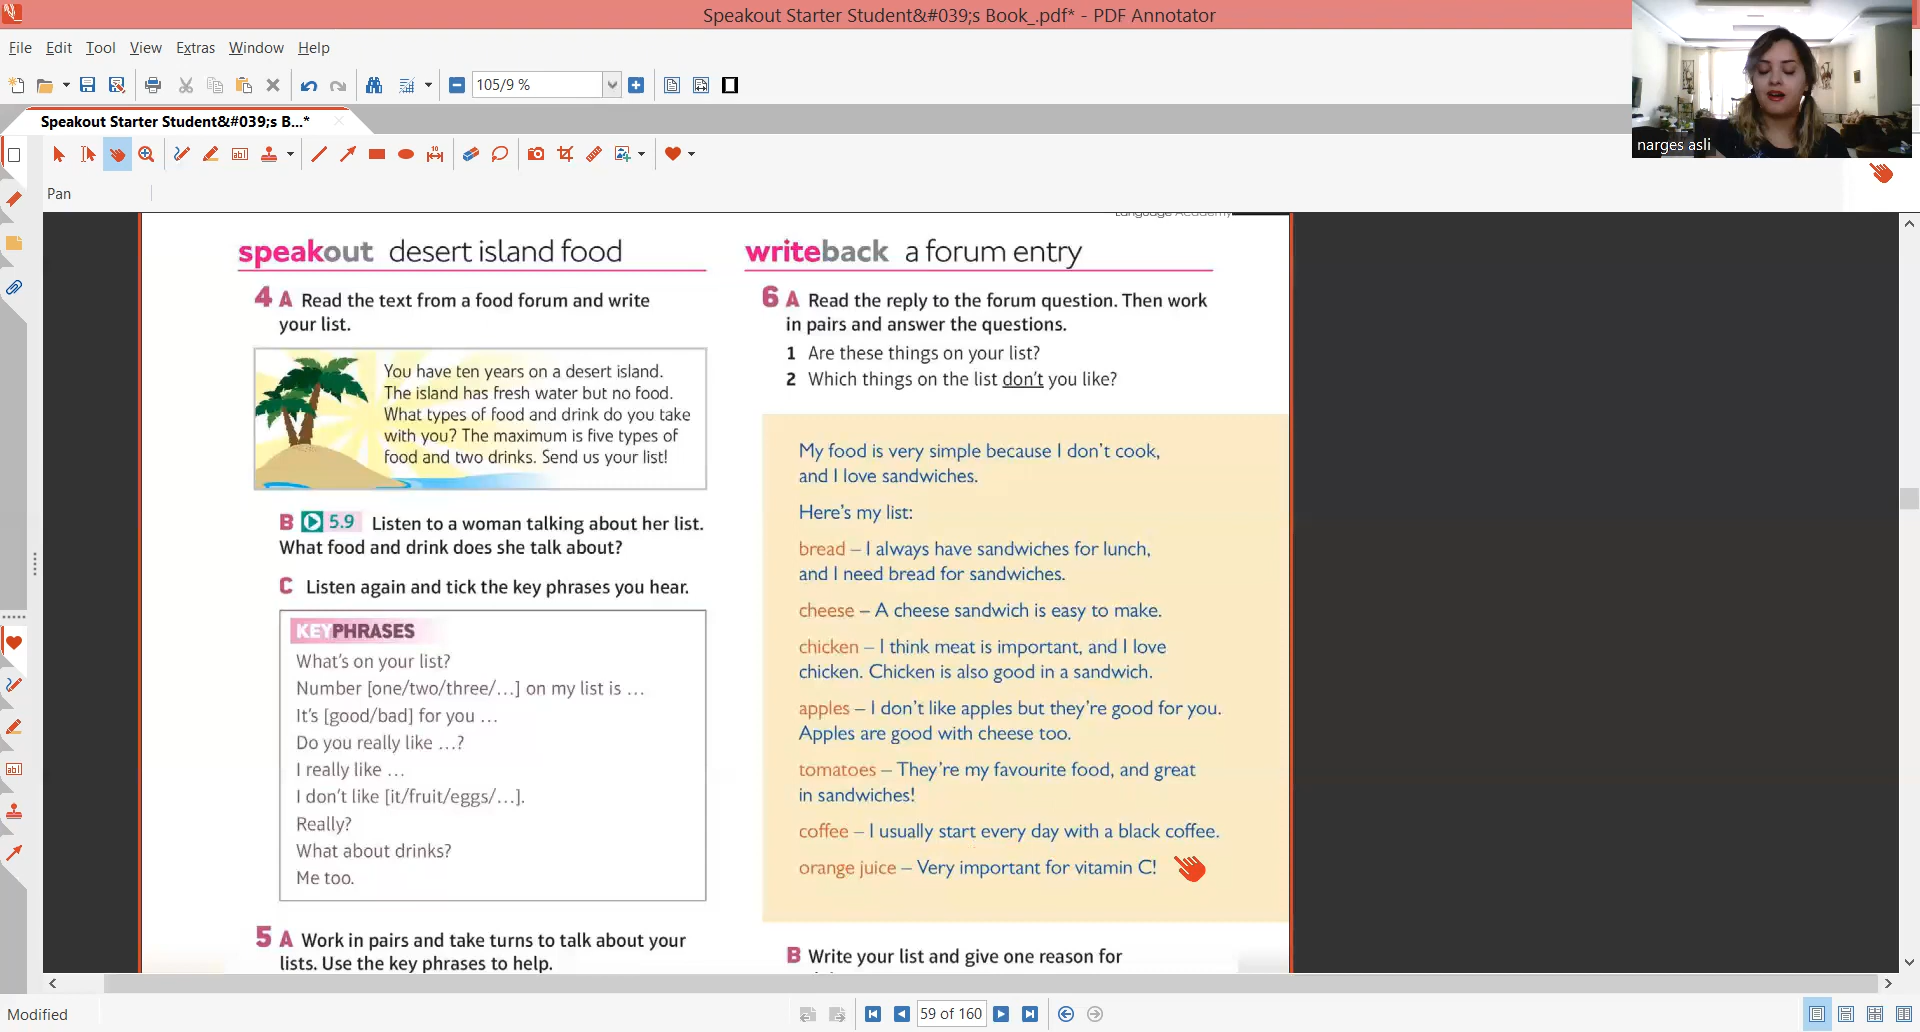 Speakout Starter Student&#039;s Book_.pdf* - PDF Annotator
File Edit Tool View Extras Window Help
105/9 %
Speakout Starter Student&#039;s B...*
narges asli
Pan
Language Academy
speakout desert island food
4 A Read the text from a food forum and write
your list.
You have ten years on a desert island.
The island has fresh water but no food.
What types of food and drink do you take
with you? The maximum is five types of
food and two drinks. Send us your list!
B 5.9 Listen to a woman talking about her list.
What food and drink does she talk about?
C Listen again and tick the key phrases you hear.
KEYPHRASES
What's on your list?
Number [one/two/three/…] on my list is …
It's [good/bad] for you …
Do you really like …?
I really like …
I don't like [it/fruit/eggs/…].
Really?
What about drinks?
Me too.
5 A Work in pairs and take turns to talk about your
lists. Use the key phrases to help.
writeback a forum entry
6 A Read the reply to the forum question. Then work
in pairs and answer the questions.
1 Are these things on your list?
2 Which things on the list don't you like?
My food is very simple because I don't cook,
and I love sandwiches.
Here's my list:
bread – I always have sandwiches for lunch,
and I need bread for sandwiches.
cheese – A cheese sandwich is easy to make.
chicken – I think meat is important, and I love
chicken. Chicken is also good in a sandwich.
apples – I don't like apples but they're good for you.
Apples are good with cheese too.
tomatoes – They're my favourite food, and great
in sandwiches!
coffee – I usually start every day with a black coffee.
orange juice – Very important for vitamin C!
B Write your list and give one reason for
Modified
59 of 160